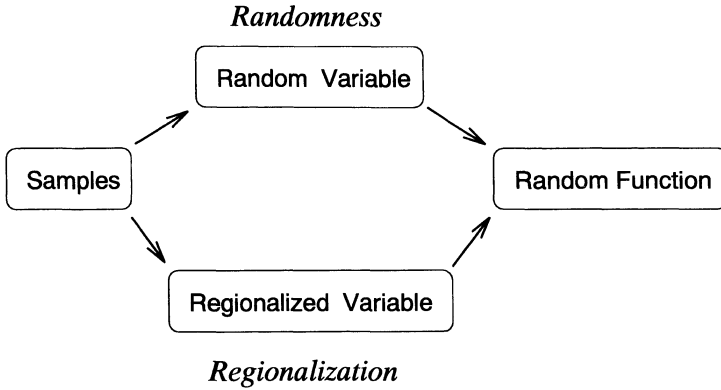 Randomness
Random Variable
Samples
Random Function
Regionalized Variable
Regionalization